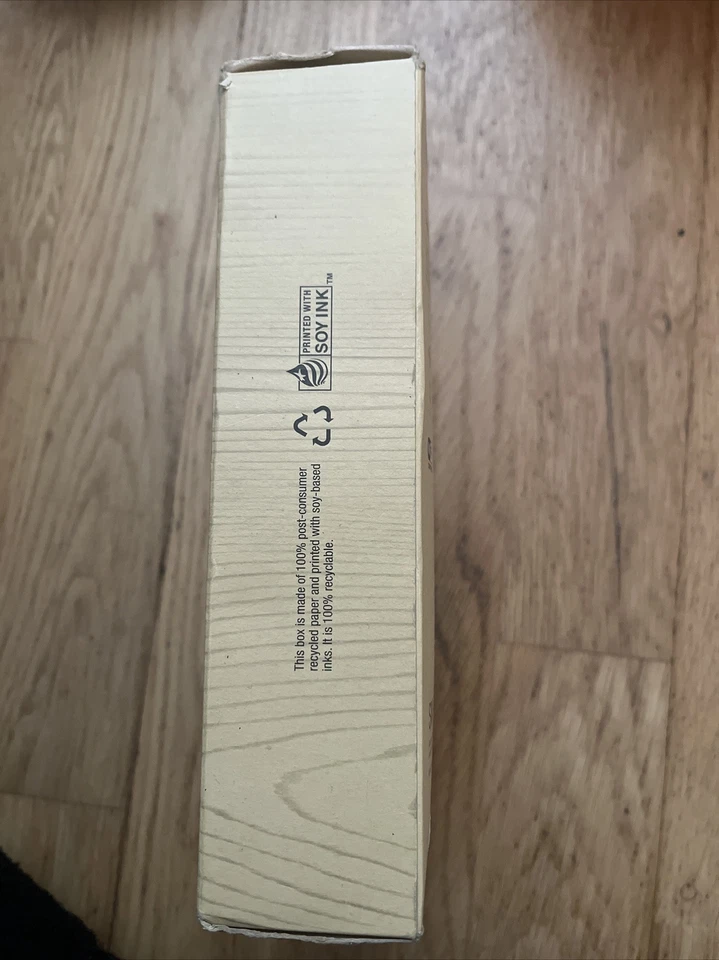 This box is made of 100% post-consumer
recycled paper and printed with soy-based
inks. It is 100% recyclable.
PRINTED WITH
SOY INK™